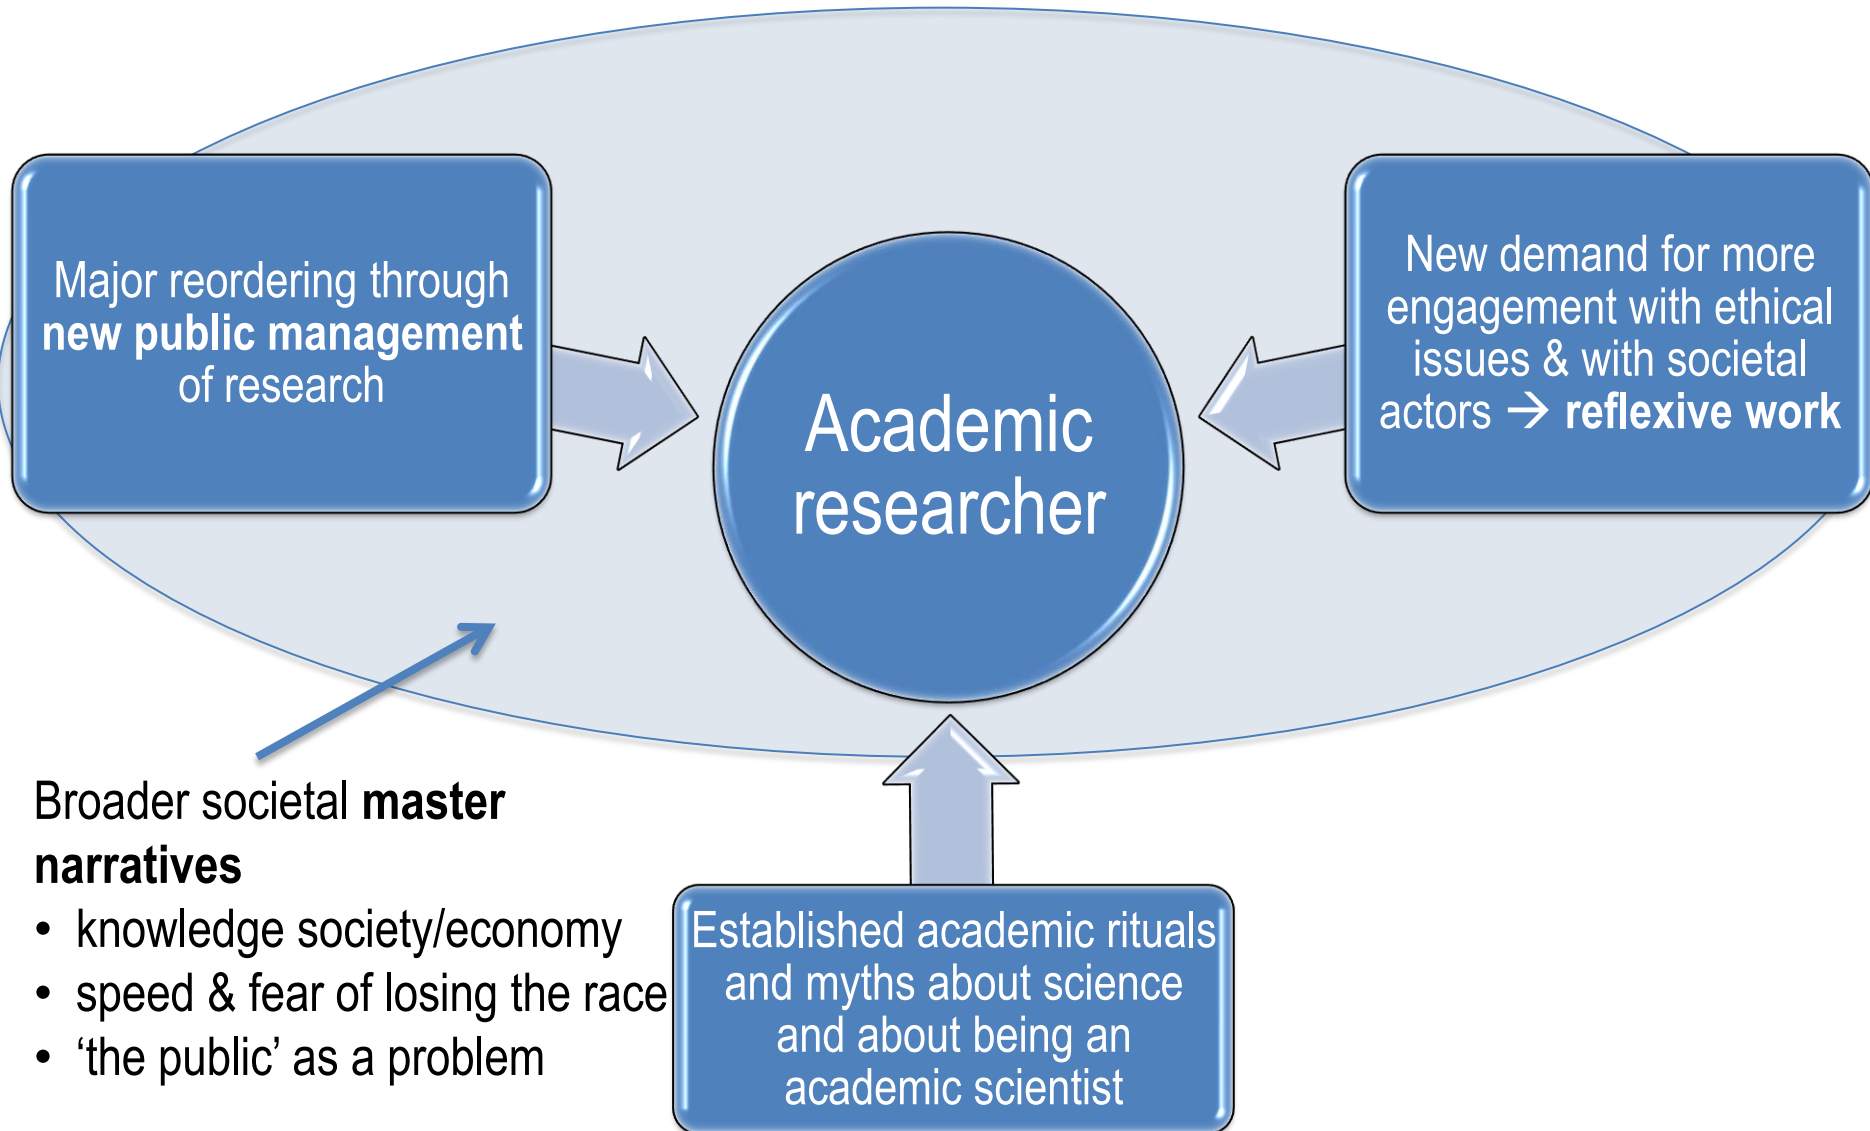 Major reordering through
new public management
of research
Academic
researcher
New demand for more
engagement with ethical
issues & with societal
actors → reflexive work
Broader societal master
narratives
• knowledge society/economy
• speed & fear of losing the race
• ‘the public’ as a problem
Established academic rituals
and myths about science
and about being an
academic scientist